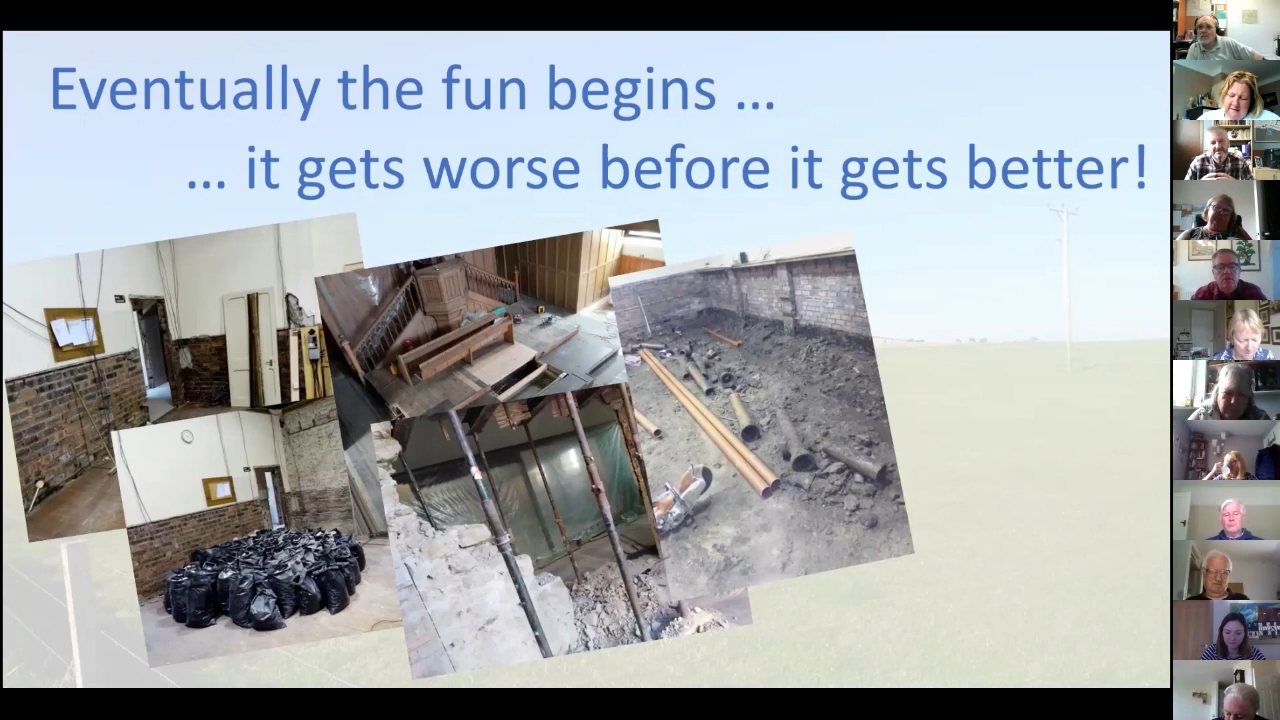 Eventually the fun begins …
… it gets worse before it gets better!